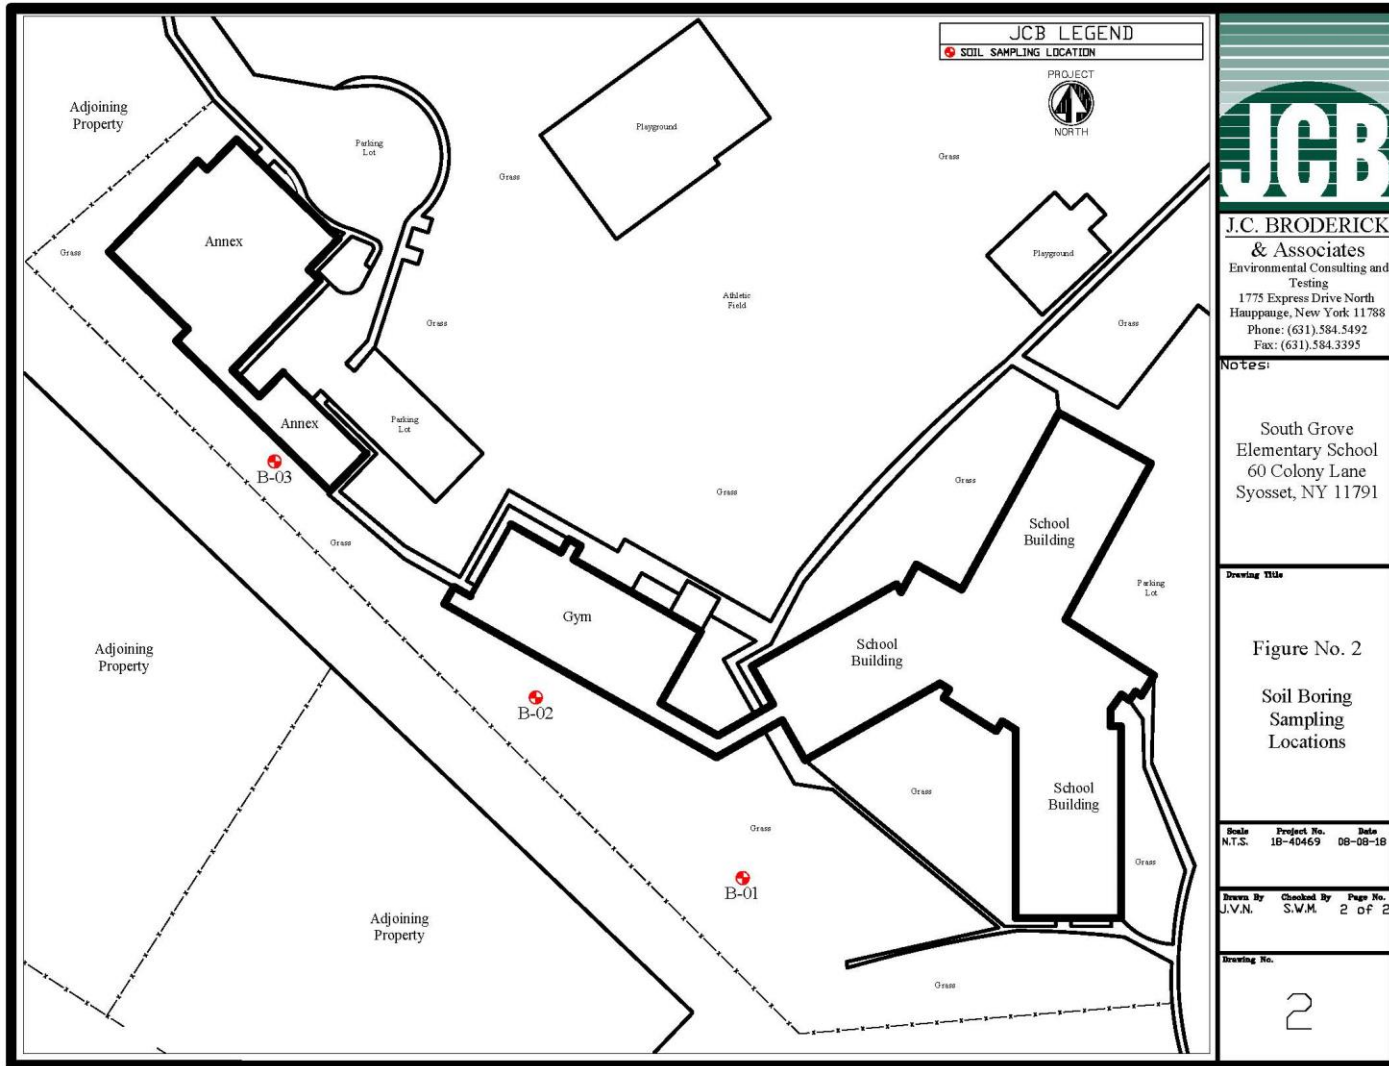 JCB LEGEND
SOIL SAMPLING LOCATION
PROJECT
NORTH
Adjoining
Property
Parking
Lot
Playground
Grass
Grass
Annex
Grass
Playground
Athletic
Field
Grass
Grass
Annex
Parking
Lot
B-03
Grass
Grass
Grass
School
Building
Parking
Lot
Gym
School
Building
Adjoining
Property
B-02
School
Building
Grass
Grass
Grass
B-01
Adjoining
Property
Grass
JCB
J.C. BRODERICK
& Associates
Environmental Consulting and
Testing
1775 Express Drive North
Hauppauge, New York 11788
Phone: (631).584.5492
Fax: (631).584.3395
Notes:
South Grove
Elementary School
60 Colony Lane
Syosset, NY 11791
Drawing Title
Figure No. 2
Soil Boring
Sampling
Locations
Scale Project No. Date
N.T.S. 18-40469 08-08-18
Drawn By Checked By Page No.
J.V.N. S.W.M. 2 of 2
Drawing No.
2